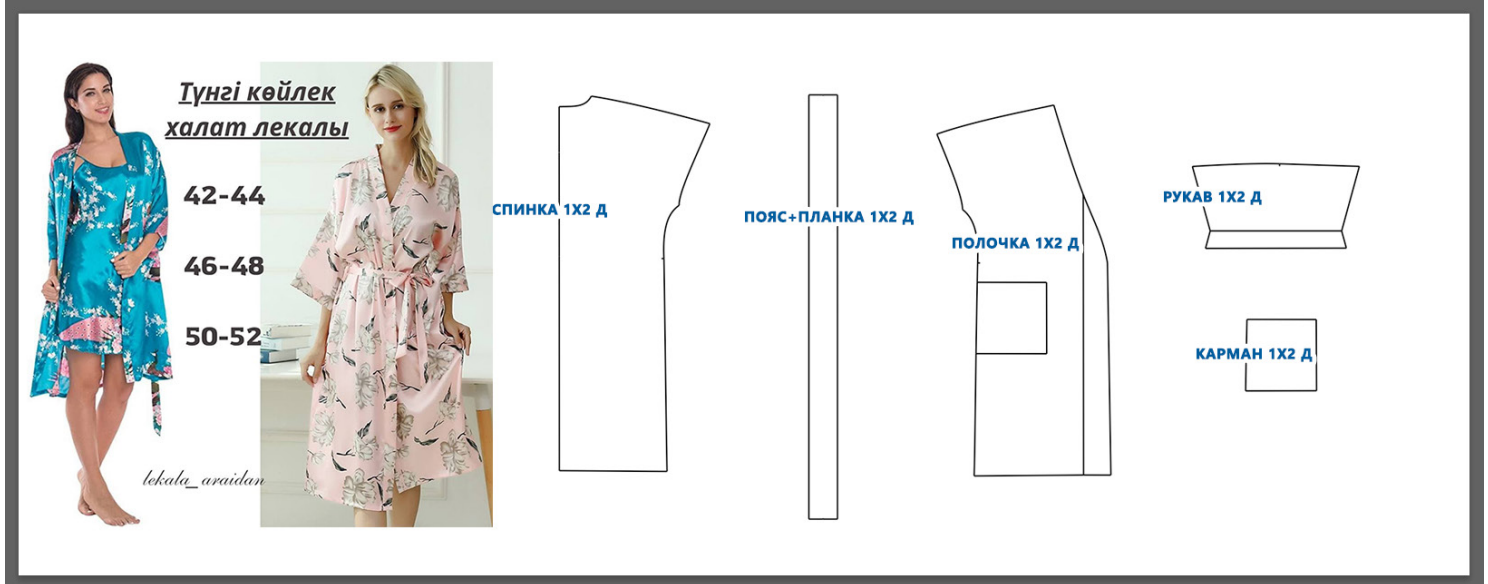 Түнгі көйлек
халат лекалы
42-44
46-48
50-52
lekala_araidan
СПИНКА 1Х2 Д
ПОЯС+ПЛАНКА 1Х2 Д
ПОЛОЧКА 1Х2 Д
РУКАВ 1Х2 Д
КАРМАН 1Х2 Д